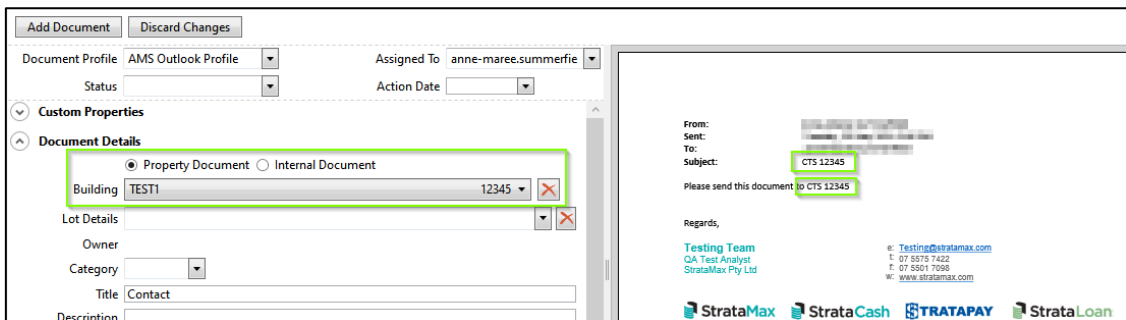 Add Document Discard Changes
Document Profile AMS Outlook Profile Assigned To anne-maree.summerfie
Status Action Date
Custom Properties
Document Details
Property Document Internal Document
Building TEST1 12345
Lot Details
Owner
Category
Title Contact
Description
From:
Sent:
To:
Subject: CTS 12345
Please send this document to CTS 12345
Regards,
Testing Team
QA Test Analyst
StrataMax Pty Ltd
e: Testing@stratamax.com
t: 07 5575 7422
f: 07 5501 7098
w: www.stratamax.com
StrataMax StrataCash STRATAPAY StrataLoan